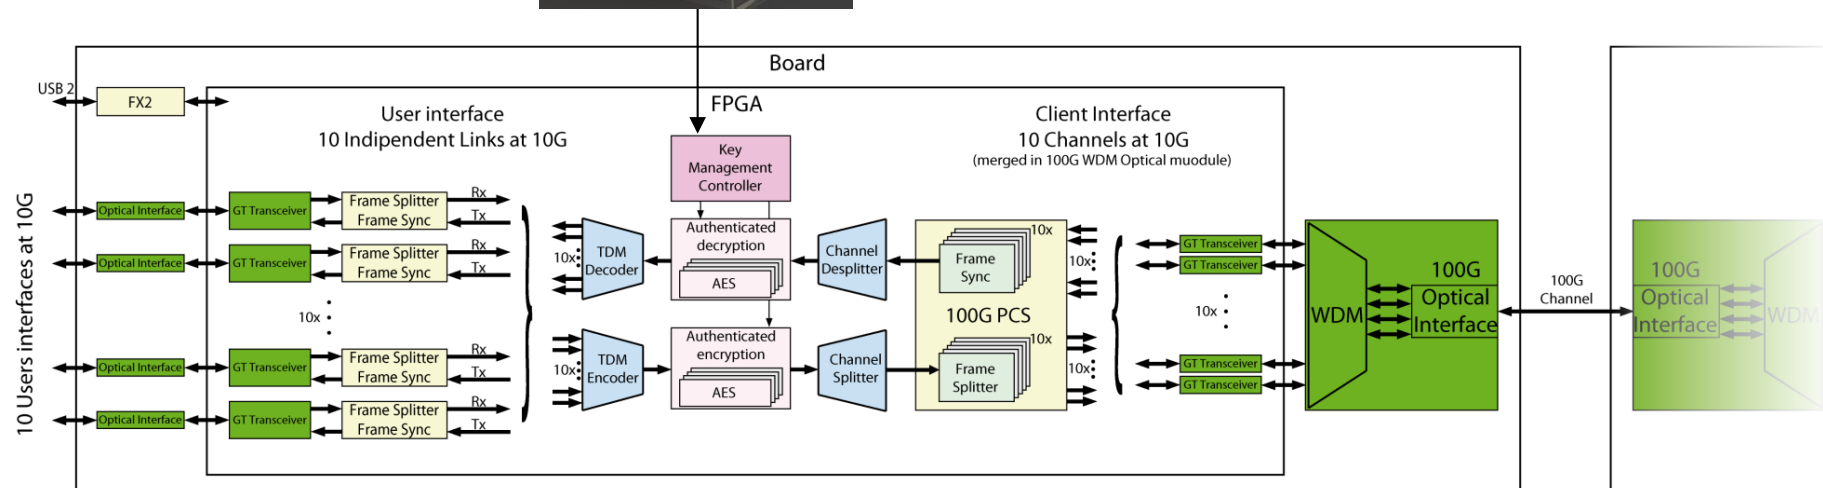 Board
USB 2
FX2
FPGA
User interface
10 Indipendent Links at 10G
Client Interface
10 Channels at 10G
(merged in 100G WDM Optical muodule)
Key
Management
Controller
10 Users interfaces at 10G
Optical Interface
GT Transceiver
Frame Splitter
Frame Sync
Rx
Tx
Optical Interface
GT Transceiver
Frame Splitter
Frame Sync
Rx
Tx
10x
Optical Interface
GT Transceiver
Frame Splitter
Frame Sync
Rx
Tx
Optical Interface
GT Transceiver
Frame Splitter
Frame Sync
Rx
Tx
10x
TDM
Decoder
Authenticated
decryption
AES
Channel
Desplitter
10x
Frame
Sync
10x
100G PCS
10x
TDM
Encoder
Authenticated
encryption
AES
Channel
Splitter
10x
Frame
Splitter
10x
GT Transceiver
GT Transceiver
10x
GT Transceiver
GT Transceiver
WDM
100G
Optical
Interface
100G
Channel
100G
Optical
Interface
WDM